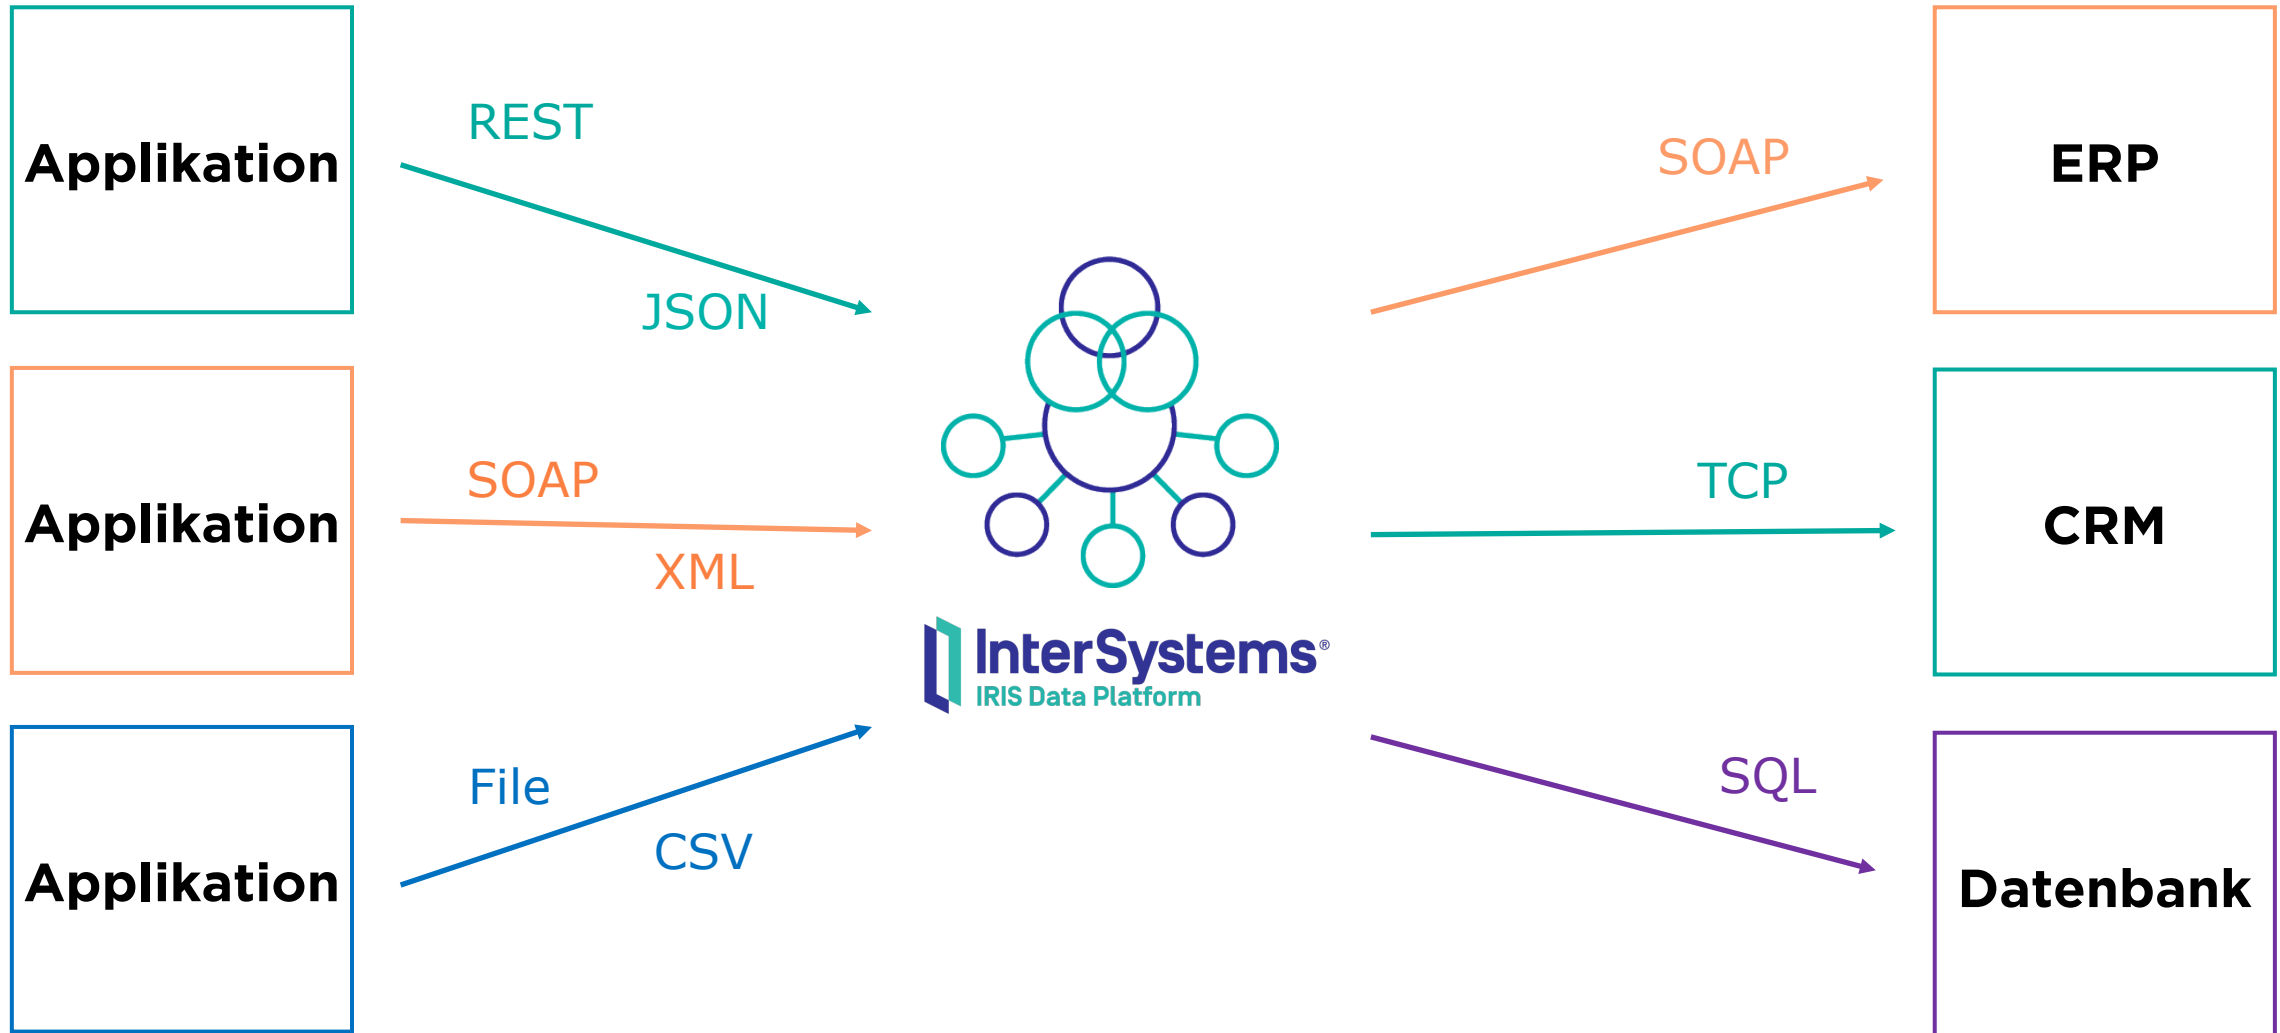 Applikation
REST
JSON
SOAP
ERP
Applikation
SOAP
XML
TCP
CRM
InterSystems®
IRIS Data Platform
Applikation
File
CSV
SQL
Datenbank